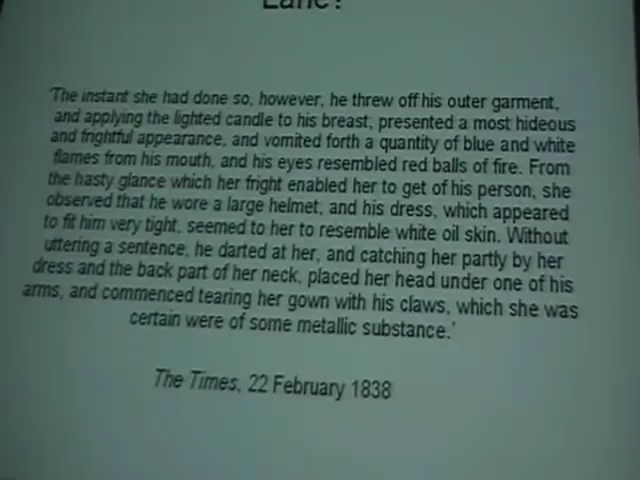 Lane?
'The instant she had done so, however, he threw off his outer garment,
and applying the lighted candle to his breast, presented a most hideous
and frightful appearance, and vomited forth a quantity of blue and white
flames from his mouth, and his eyes resembled red balls of fire. From
the hasty glance which her fright enabled her to get of his person, she
observed that he wore a large helmet, and his dress, which appeared
to fit him very tight, seemed to her to resemble white oil skin. Without
uttering a sentence, he darted at her, and catching her partly by her
dress and the back part of her neck, placed her head under one of his
arms, and commenced tearing her gown with his claws, which she was
certain were of some metallic substance.'
The Times, 22 February 1838